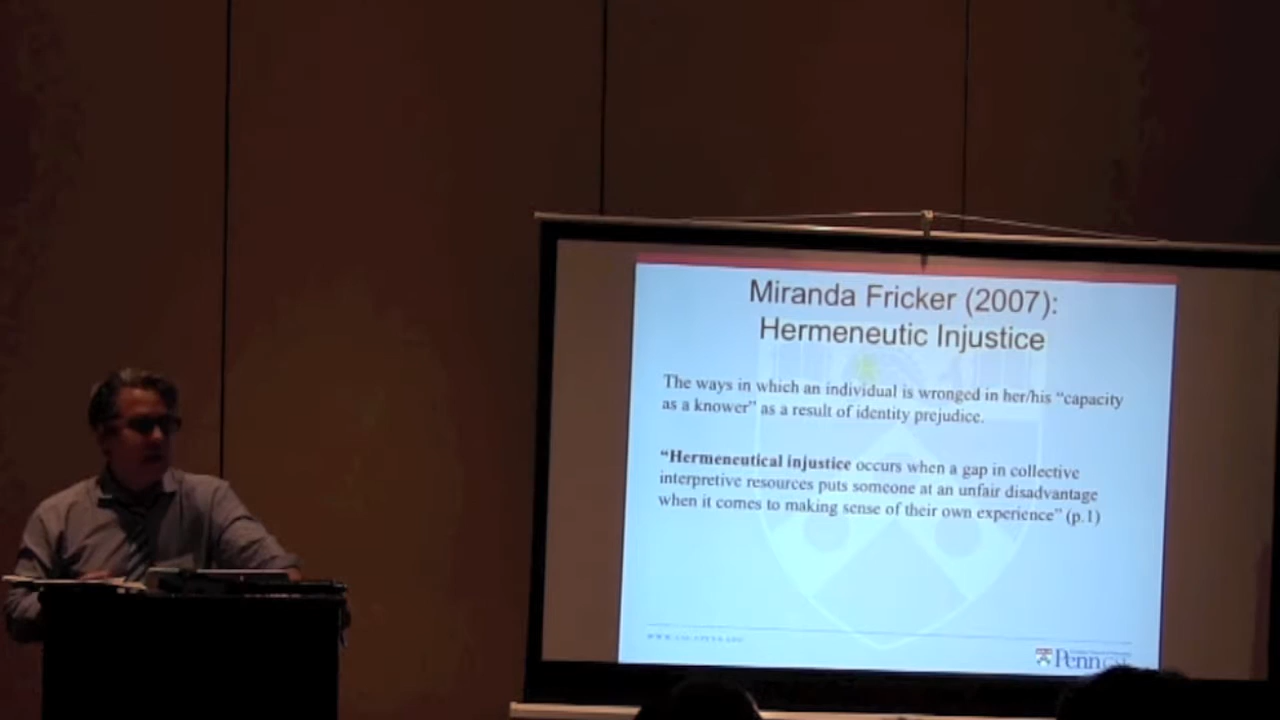 Miranda Fricker (2007):
Hermeneutic Injustice
The ways in which an individual is wronged in her/his “capacity
as a knower” as a result of identity prejudice.
“Hermeneutical injustice occurs when a gap in collective
interpretive resources puts someone at an unfair disadvantage
when it comes to making sense of their own experience” (p.1)
Penn GSE